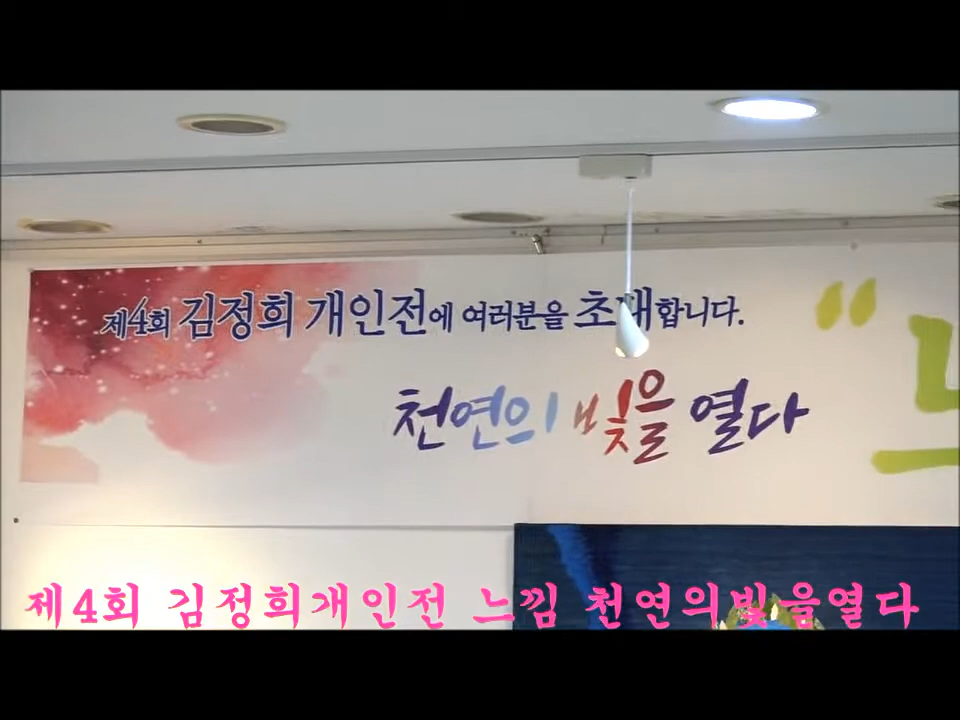 제4회 김정희 개인전에 여러분을 초대합니다.
천연의 빛을 열다
“
제4회 김정희개인전 느낌 천연의빛을열다